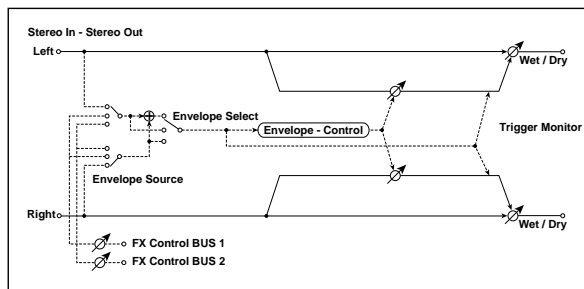 Stereo In - Stereo Out
Left
Wet / Dry
Envelope Select
Envelope - Control
Trigger Monitor
Envelope Source
Right
Wet / Dry
FX Control BUS 1
FX Control BUS 2